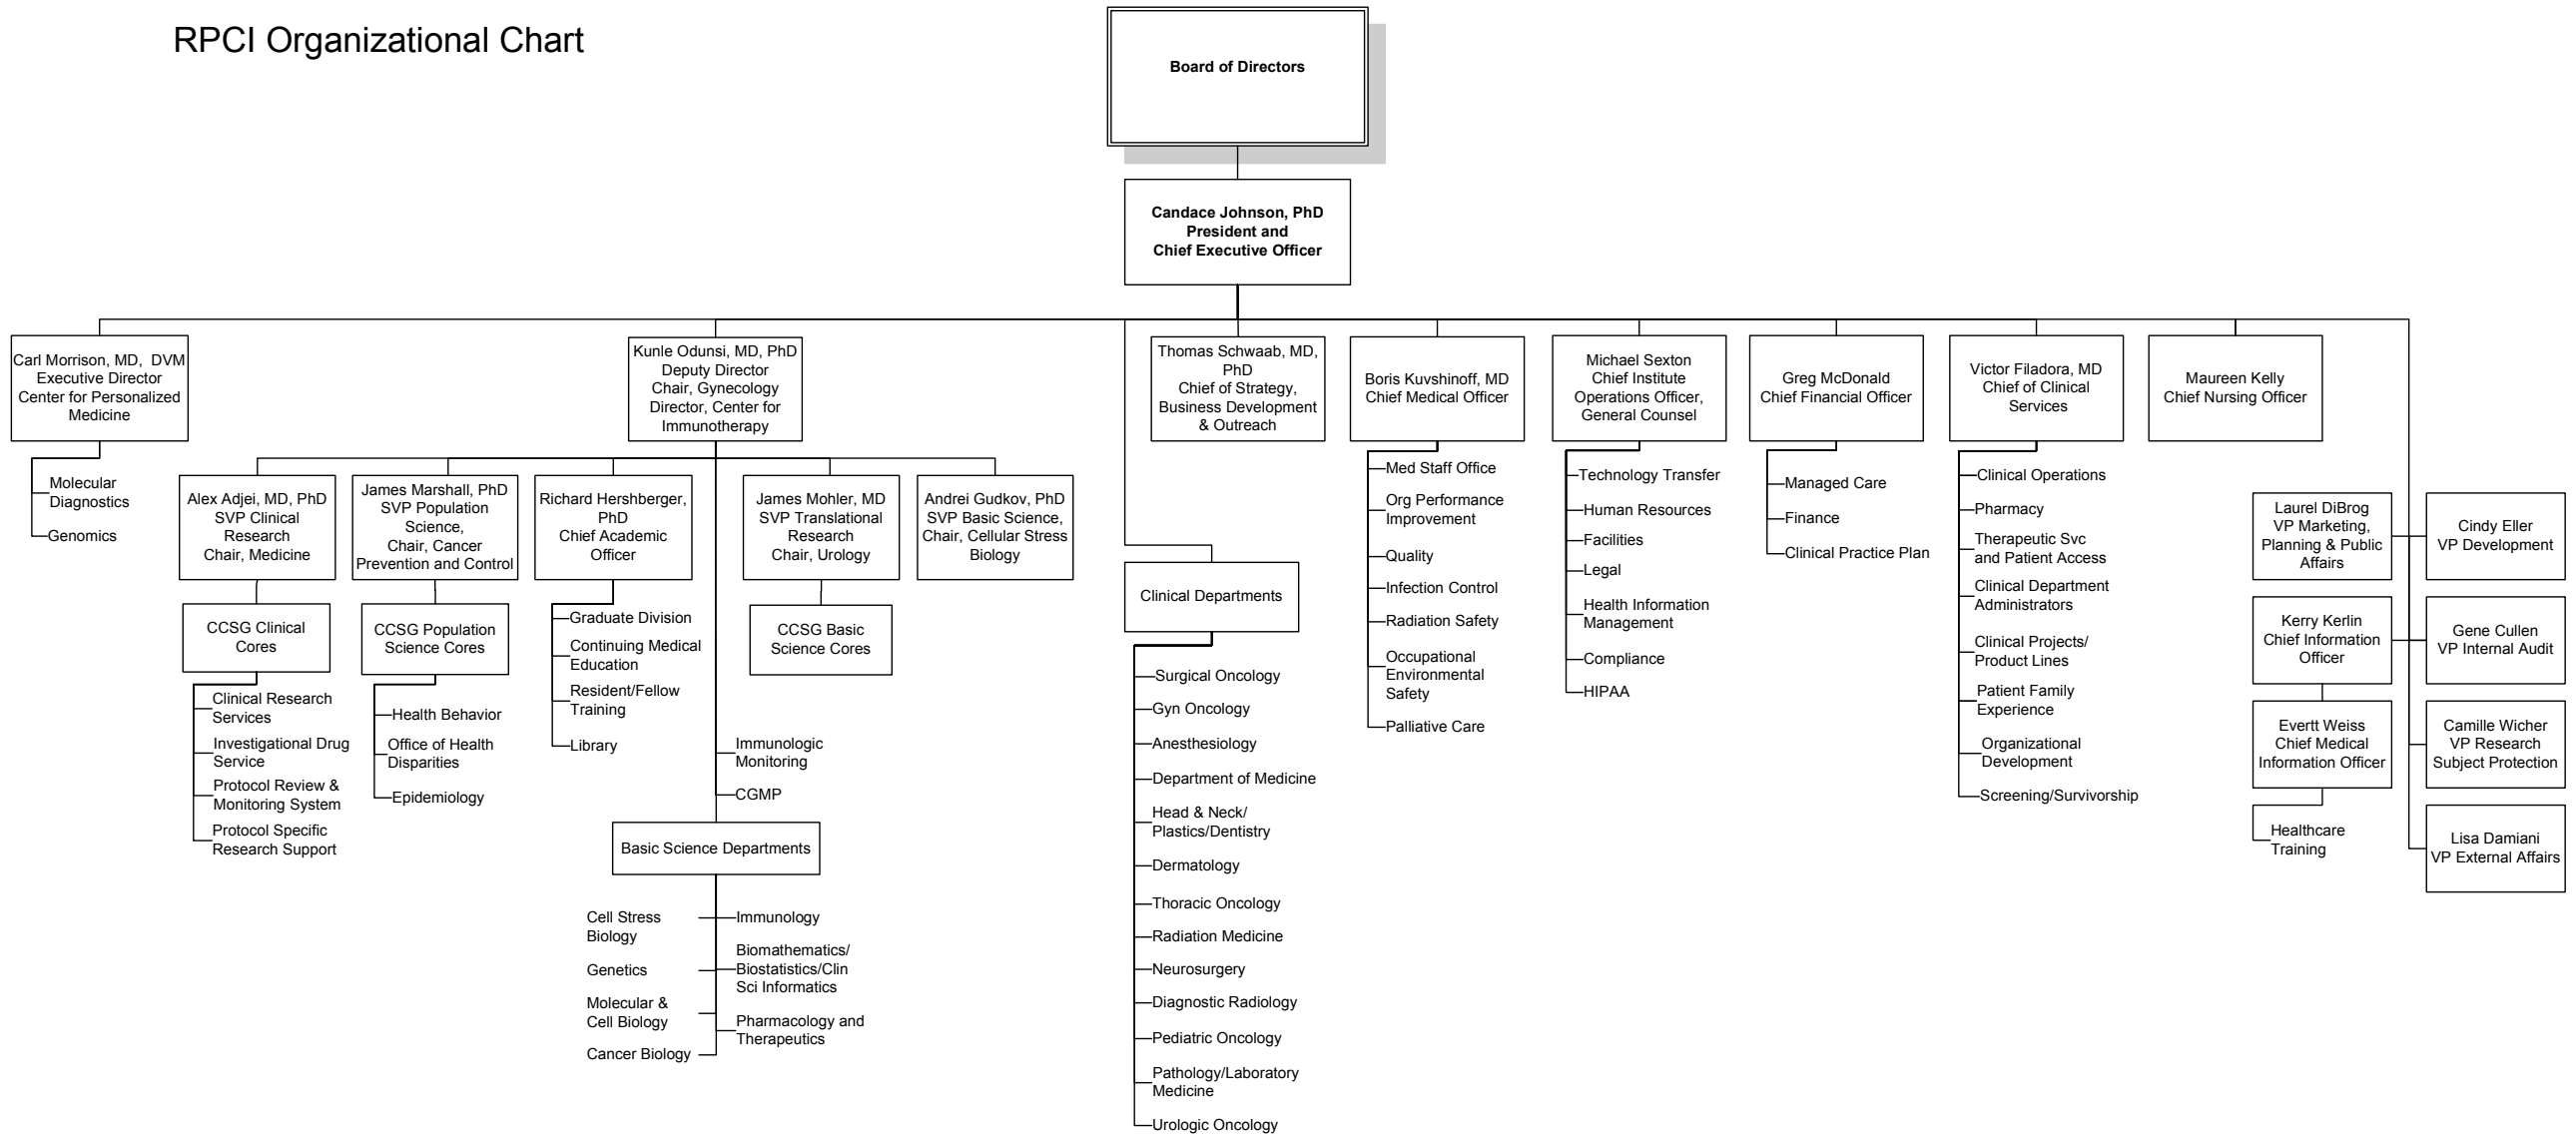 RPCI Organizational Chart
Board of Directors
Candace Johnson, PhD
President and
Chief Executive Officer
Carl Morrison, MD,  DVM
Executive Director
Center for Personalized
Medicine
Molecular
Diagnostics
Genomics
Kunle Odunsi, MD, PhD
Deputy Director
Chair, Gynecology
Director, Center for
Immunotherapy
Alex Adjei, MD, PhD
SVP Clinical
Research
Chair, Medicine
CCSG Clinical
Cores
Clinical Research
Services
Investigational Drug
Service
Protocol Review &
Monitoring System
Protocol Specific
Research Support
James Marshall, PhD
SVP Population
Science,
Chair, Cancer
Prevention and Control
CCSG Population
Science Cores
Health Behavior
Office of Health
Disparities
Epidemiology
Richard Hershberger,
PhD
Chief Academic
Officer
Graduate Division
Continuing Medical
Education
Resident/Fellow
Training
Library
James Mohler, MD
SVP Translational
Research
Chair, Urology
CCSG Basic
Science Cores
Andrei Gudkov, PhD
SVP Basic Science,
Chair, Cellular Stress
Biology
Immunologic
Monitoring
CGMP
Basic Science Departments
Cell Stress
Biology
Genetics
Molecular &
Cell Biology
Cancer Biology
Immunology
Biomathematics/
Biostatistics/Clin
Sci Informatics
Pharmacology and
Therapeutics
Clinical Departments
Surgical Oncology
Gyn Oncology
Anesthesiology
Department of Medicine
Head & Neck/
Plastics/Dentistry
Dermatology
Thoracic Oncology
Radiation Medicine
Neurosurgery
Diagnostic Radiology
Pediatric Oncology
Pathology/Laboratory
Medicine
Urologic Oncology
Thomas Schwaab, MD,
PhD
Chief of Strategy,
Business Development
& Outreach
Boris Kuvshinoff, MD
Chief Medical Officer
Med Staff Office
Org Performance
Improvement
Quality
Infection Control
Radiation Safety
Occupational
Environmental
Safety
Palliative Care
Michael Sexton
Chief Institute
Operations Officer,
General Counsel
Technology Transfer
Human Resources
Facilities
Legal
Health Information
Management
Compliance
HIPAA
Greg McDonald
Chief Financial Officer
Managed Care
Finance
Clinical Practice Plan
Victor Filadora, MD
Chief of Clinical
Services
Clinical Operations
Pharmacy
Therapeutic Svc
and Patient Access
Clinical Department
Administrators
Clinical Projects/
Product Lines
Patient Family
Experience
Organizational
Development
Screening/Survivorship
Maureen Kelly
Chief Nursing Officer
Laurel DiBrog
VP Marketing,
Planning & Public
Affairs
Kerry Kerlin
Chief Information
Officer
Evertt Weiss
Chief Medical
Information Officer
Healthcare
Training
Cindy Eller
VP Development
Gene Cullen
VP Internal Audit
Camille Wicher
VP Research
Subject Protection
Lisa Damiani
VP External Affairs